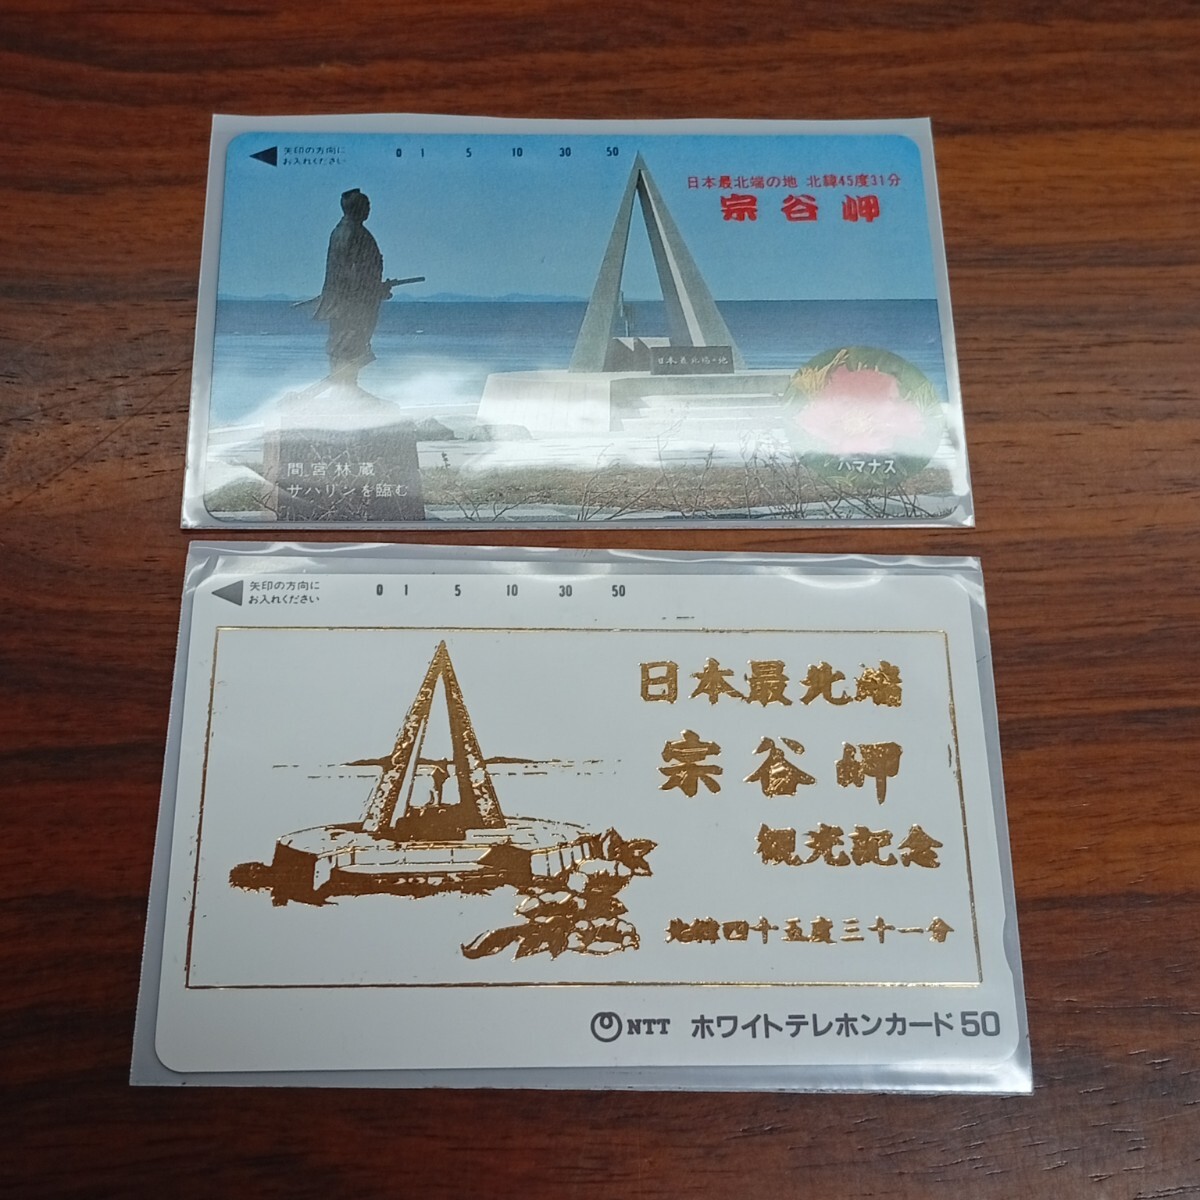 矢印の方向に
お入れください
0 1 5 10 30 50
日本最北端の地 北緯45度31分
宗谷岬
日本最北端の地
間宮林蔵
サハリンを臨む
ハマナス
矢印の方向に
お入れください
0 1 5 10 30 50
日本最北端
宗谷岬
観光記念
北緯四十五度三十一分
NTT ホワイトテレホンカード50